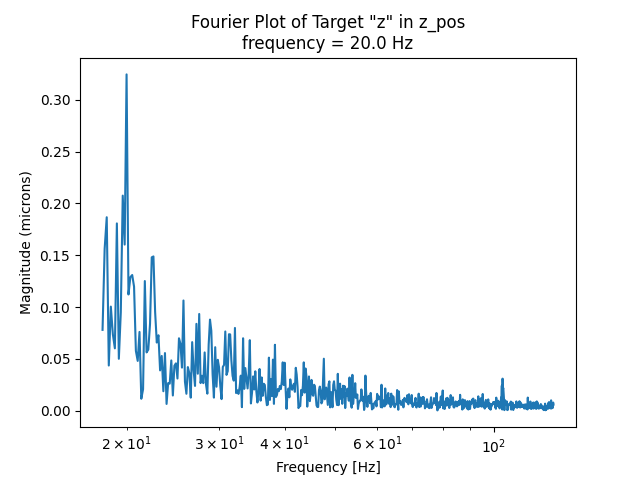 Fourier Plot of Target "z" in z_pos
frequency = 20.0 Hz
Magnitude (microns)
0.30
0.25
0.20
0.15
0.10
0.05
0.00
2 × 10¹
3 × 10¹
4 × 10¹
6 × 10¹
10²
Frequency [Hz]